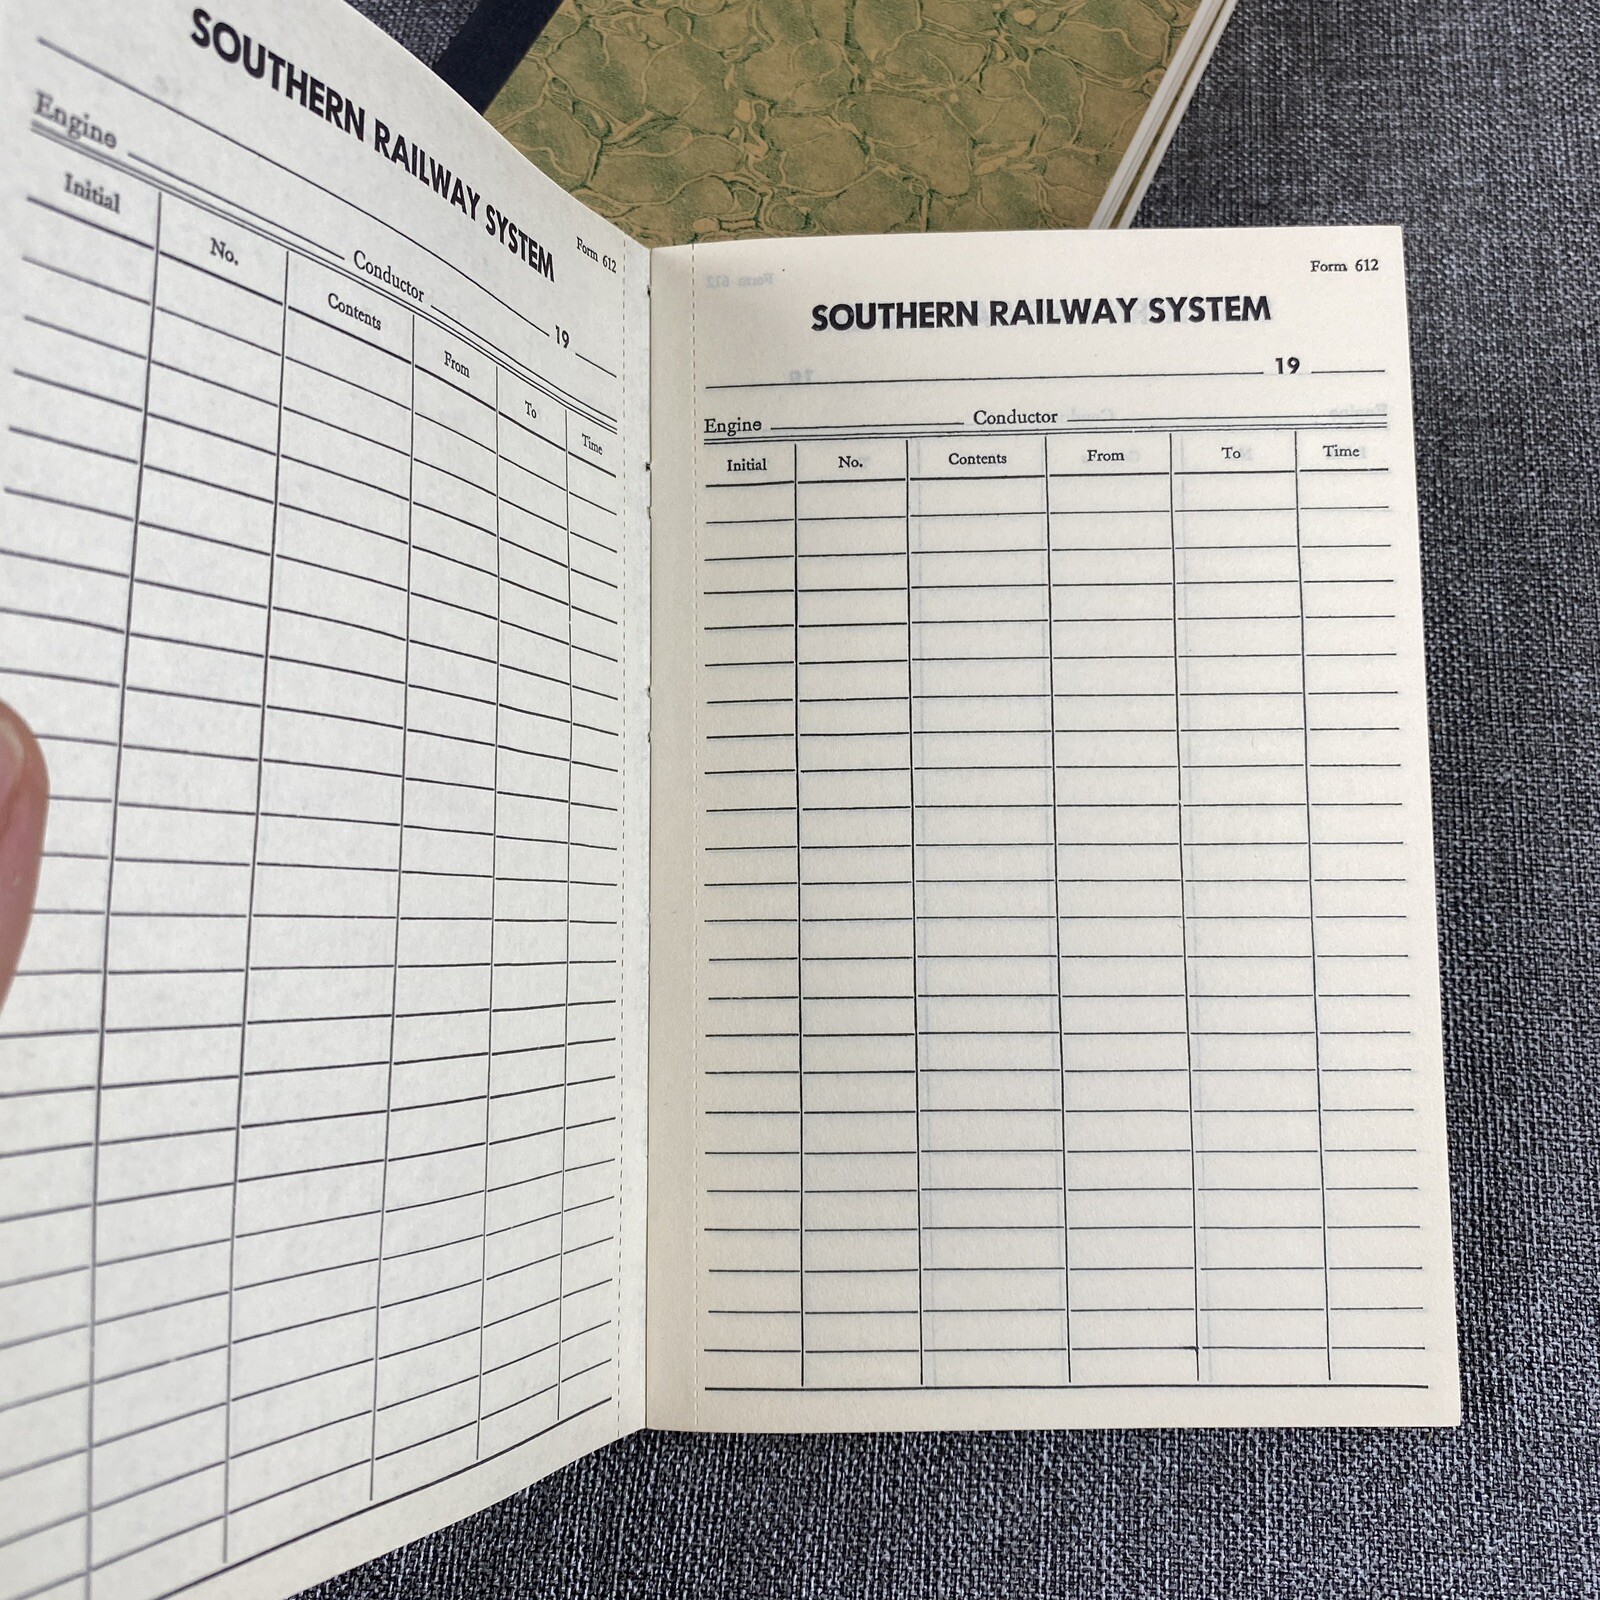 Form 612
SOUTHERN RAILWAY SYSTEM
19
Engine Conductor
Initial No. Contents From To Time
Form 612
SOUTHERN RAILWAY SYSTEM
19
Engine Conductor
Initial No. Contents From To Time